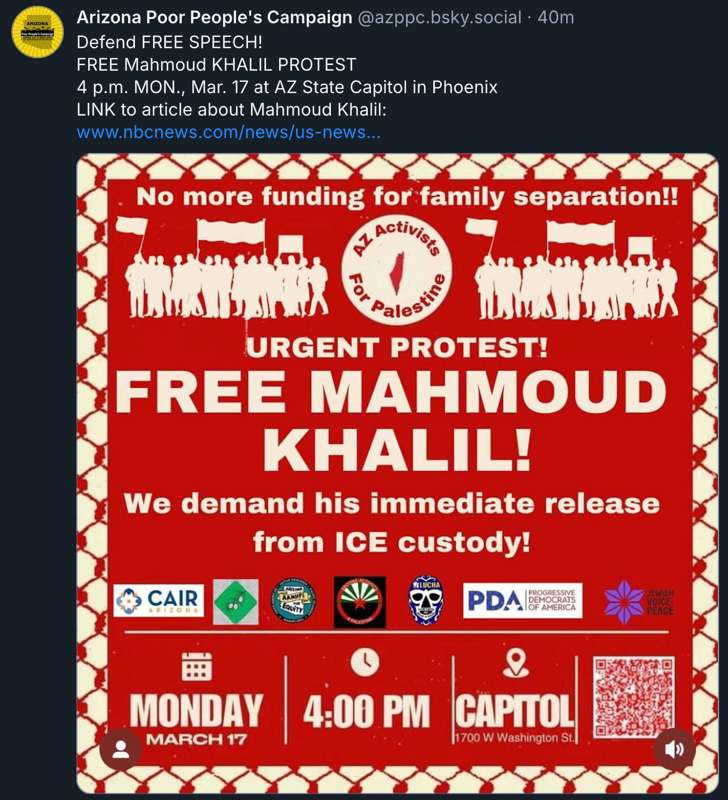 Arizona Poor People's Campaign @azppc.bsky.social · 40m
Defend FREE SPEECH!
FREE Mahmoud KHALIL PROTEST
4 p.m. MON., Mar. 17 at AZ State Capitol in Phoenix
LINK to article about Mahmoud Khalil:
www.nbcnews.com/news/us-news...
No more funding for family separation!!
AZ Activists
For Palestine
URGENT PROTEST!
FREE MAHMOUD
KHALIL!
We demand his immediate release
from ICE custody!
CAIR
ARIZONA
ARIZONA
AANHPI
FOR
EQUITY
LUCHA
PDA PROGRESSIVE
DEMOCRATS
OF AMERICA
JEWISH
VOICE
PEACE
MONDAY
MARCH 17
4:00 PM
CAPITOL
1700 W Washington St.